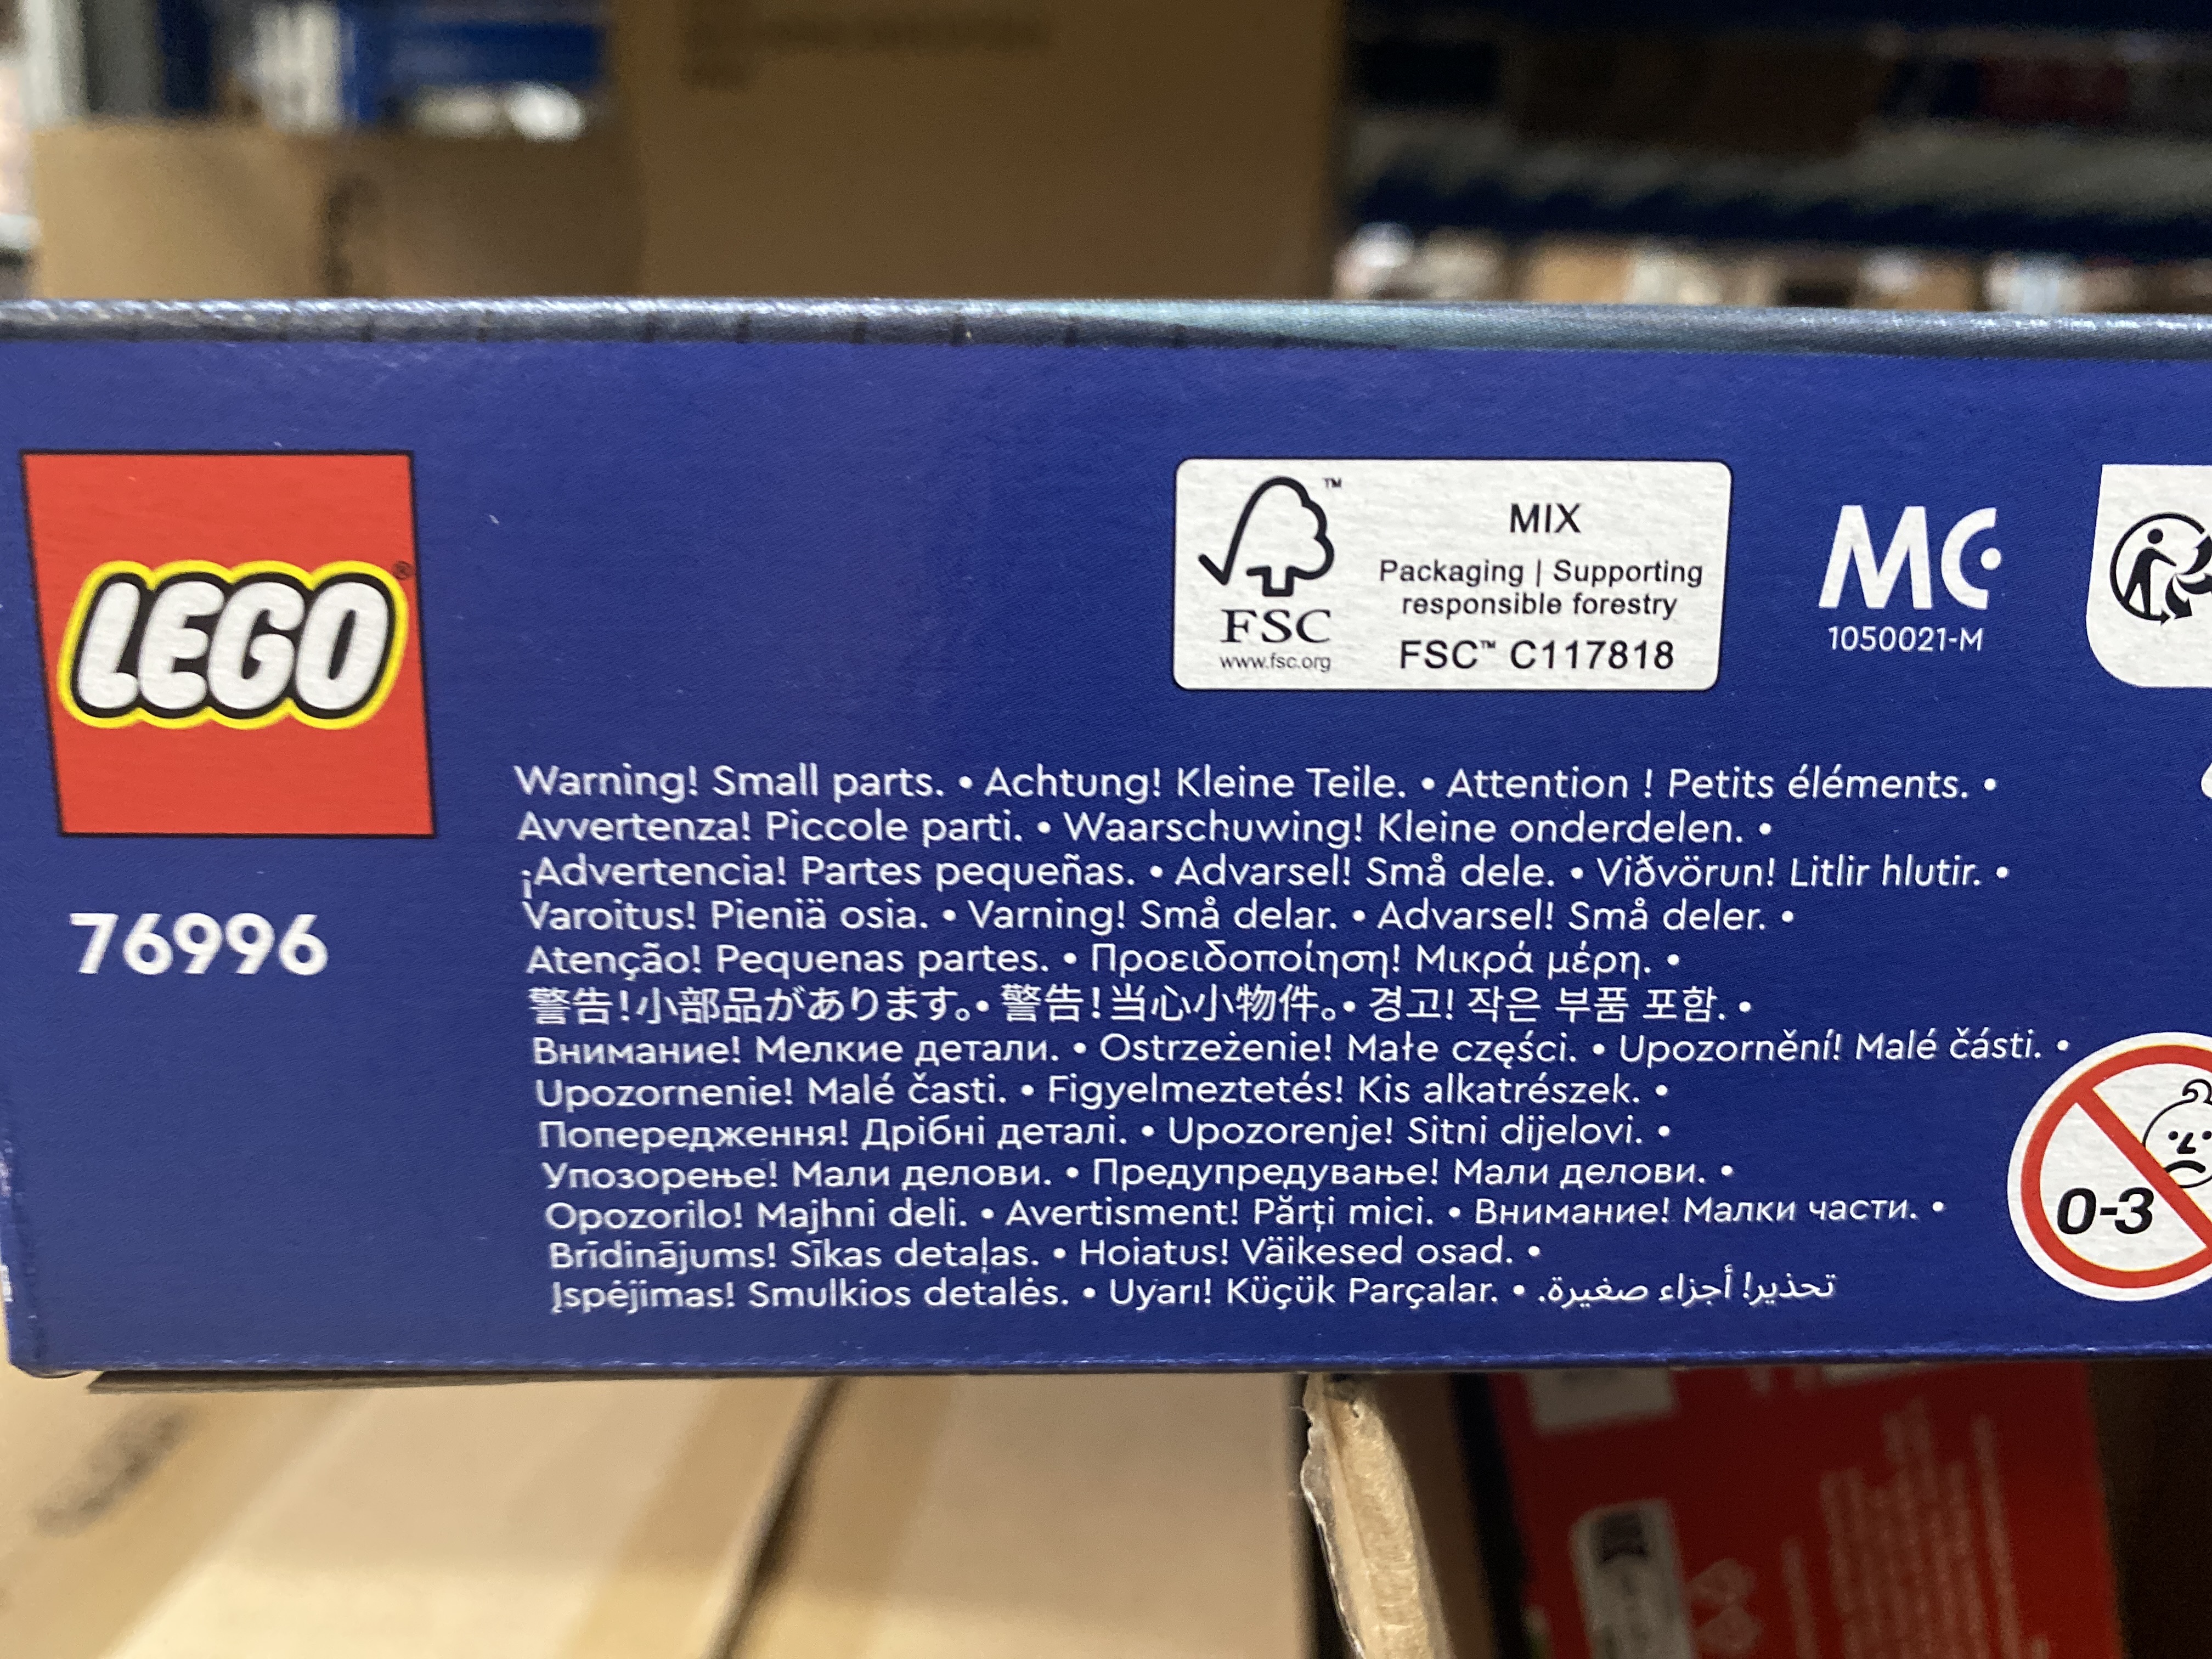 LEGO®
76996
FSC™
www.fsc.org
MIX
Packaging | Supporting
responsible forestry
FSC™ C117818
MC
1050021-M
Warning! Small parts. • Achtung! Kleine Teile. • Attention ! Petits éléments. •
Avvertenza! Piccole parti. • Waarschuwing! Kleine onderdelen. •
¡Advertencia! Partes pequeñas. • Advarsel! Små dele. • Viðvörun! Litlir hlutir. •
Varoitus! Pieniä osia. • Varning! Små delar. • Advarsel! Små deler. •
Atenção! Pequenas partes. • Προειδοποίηση! Μικρά μέρη. •
警告!小部品があります。• 警告!当心小物件。• 경고! 작은 부품 포함. •
Внимание! Мелкие детали. • Ostrzeżenie! Małe części. • Upozornění! Malé části. •
Upozornenie! Malé časti. • Figyelmeztetés! Kis alkatrészek. •
Попередження! Дрібні деталі. • Upozorenje! Sitni dijelovi. •
Упозорење! Мали делови. • Предупредување! Мали делови. •
Opozorilo! Majhni deli. • Avertisment! Părți mici. • Внимание! Малки части. •
Brīdinājums! Sīkas detaļas. • Hoiatus! Väikesed osad. •
Įspėjimas! Smulkios detalės. • Uyarı! Küçük Parçalar. • تحذير! أجزاء صغيرة.
0-3